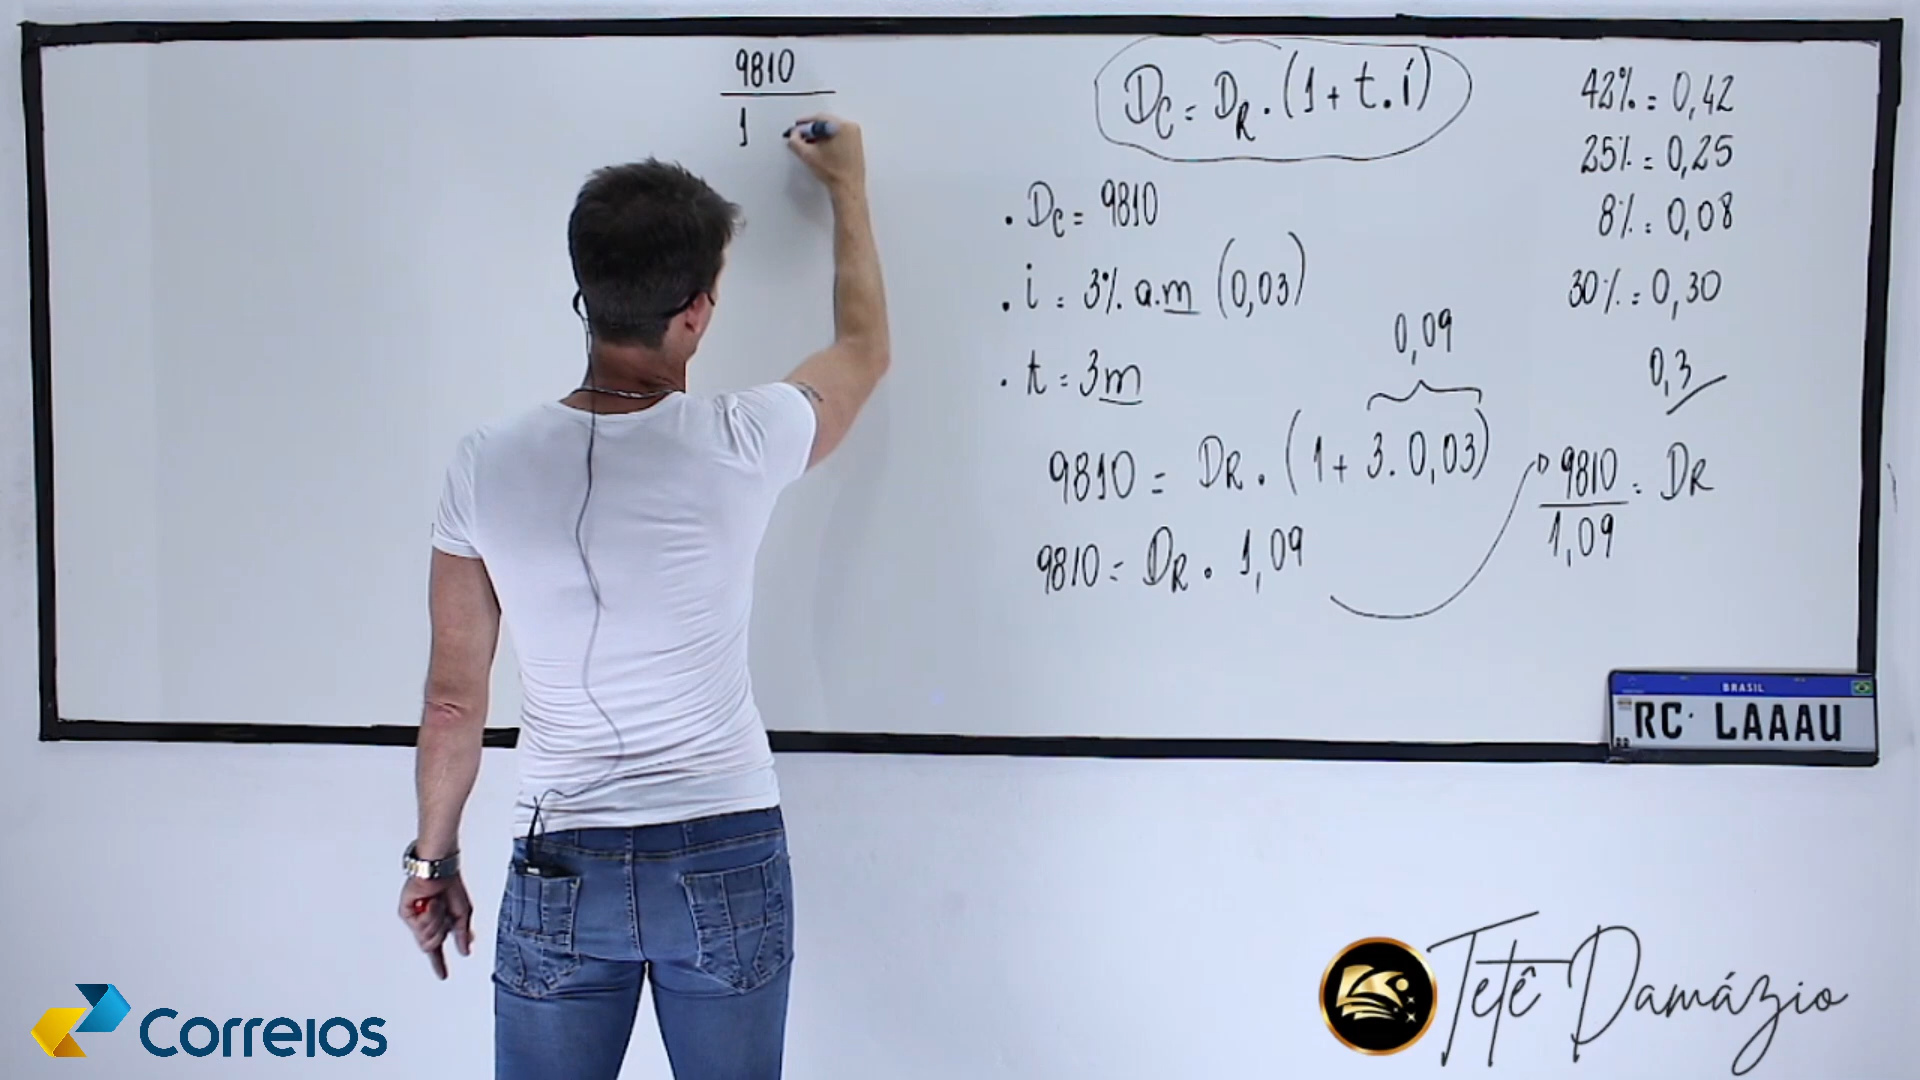 9810
1
DC = DR . (1 + t . i)
. DC = 9810
. i = 3% a.m (0,03)
. t = 3m
0,09
9810 = DR . (1 + 3 . 0,03)
9810 = DR . 1,09
42% = 0,42
25% = 0,25
8% = 0,08
30% = 0,30
0,3
9810 = DR
1,09
BRASIL
RC LAAAU
Correios
Tetê Damázio